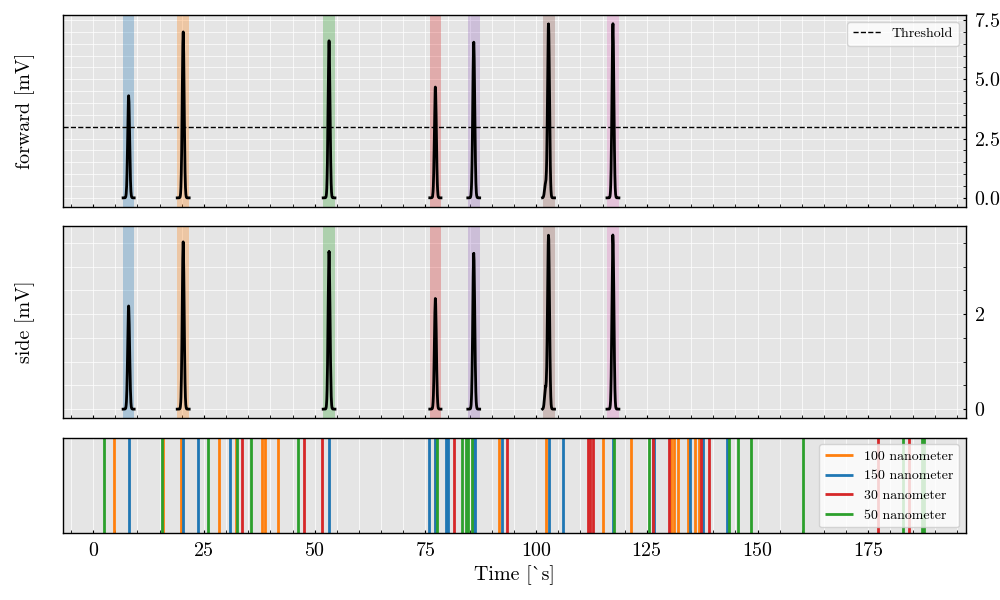 forward [mV]
Threshold
7.5
5.0
2.5
0.0
side [mV]
2
0
100 nanometer
150 nanometer
30 nanometer
50 nanometer
0 25 50 75 100 125 150 175
Time [`s]